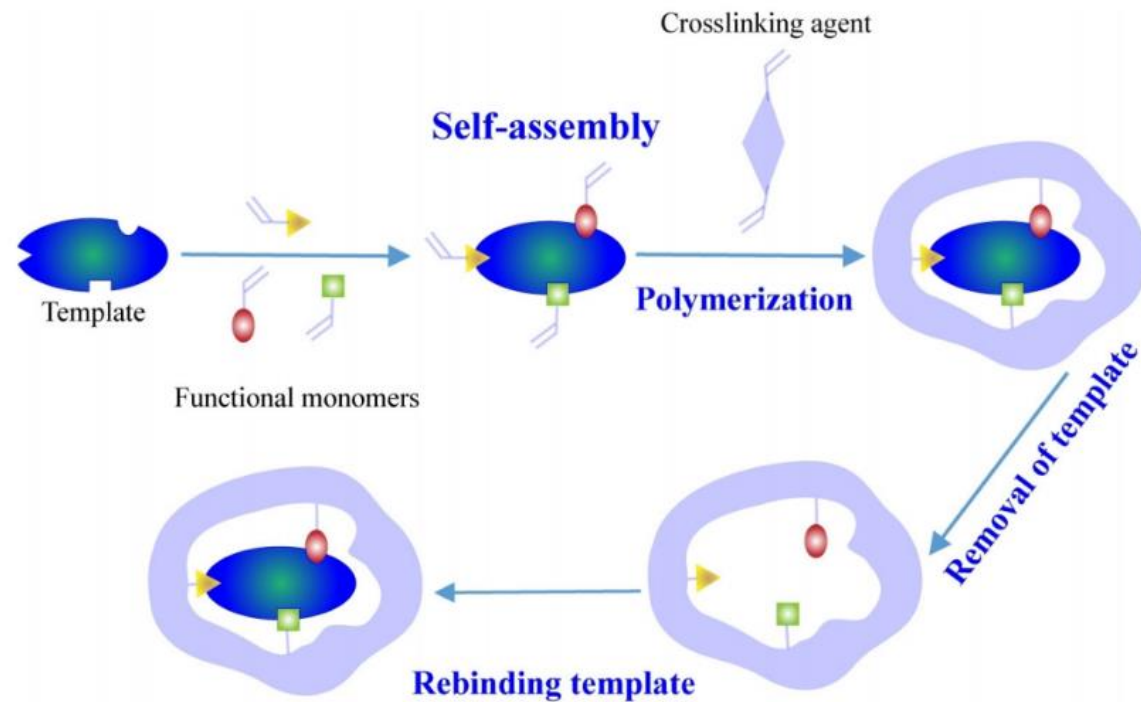 Crosslinking agent
Self-assembly
Template
Polymerization
Functional monomers
Removal of template
Rebinding template